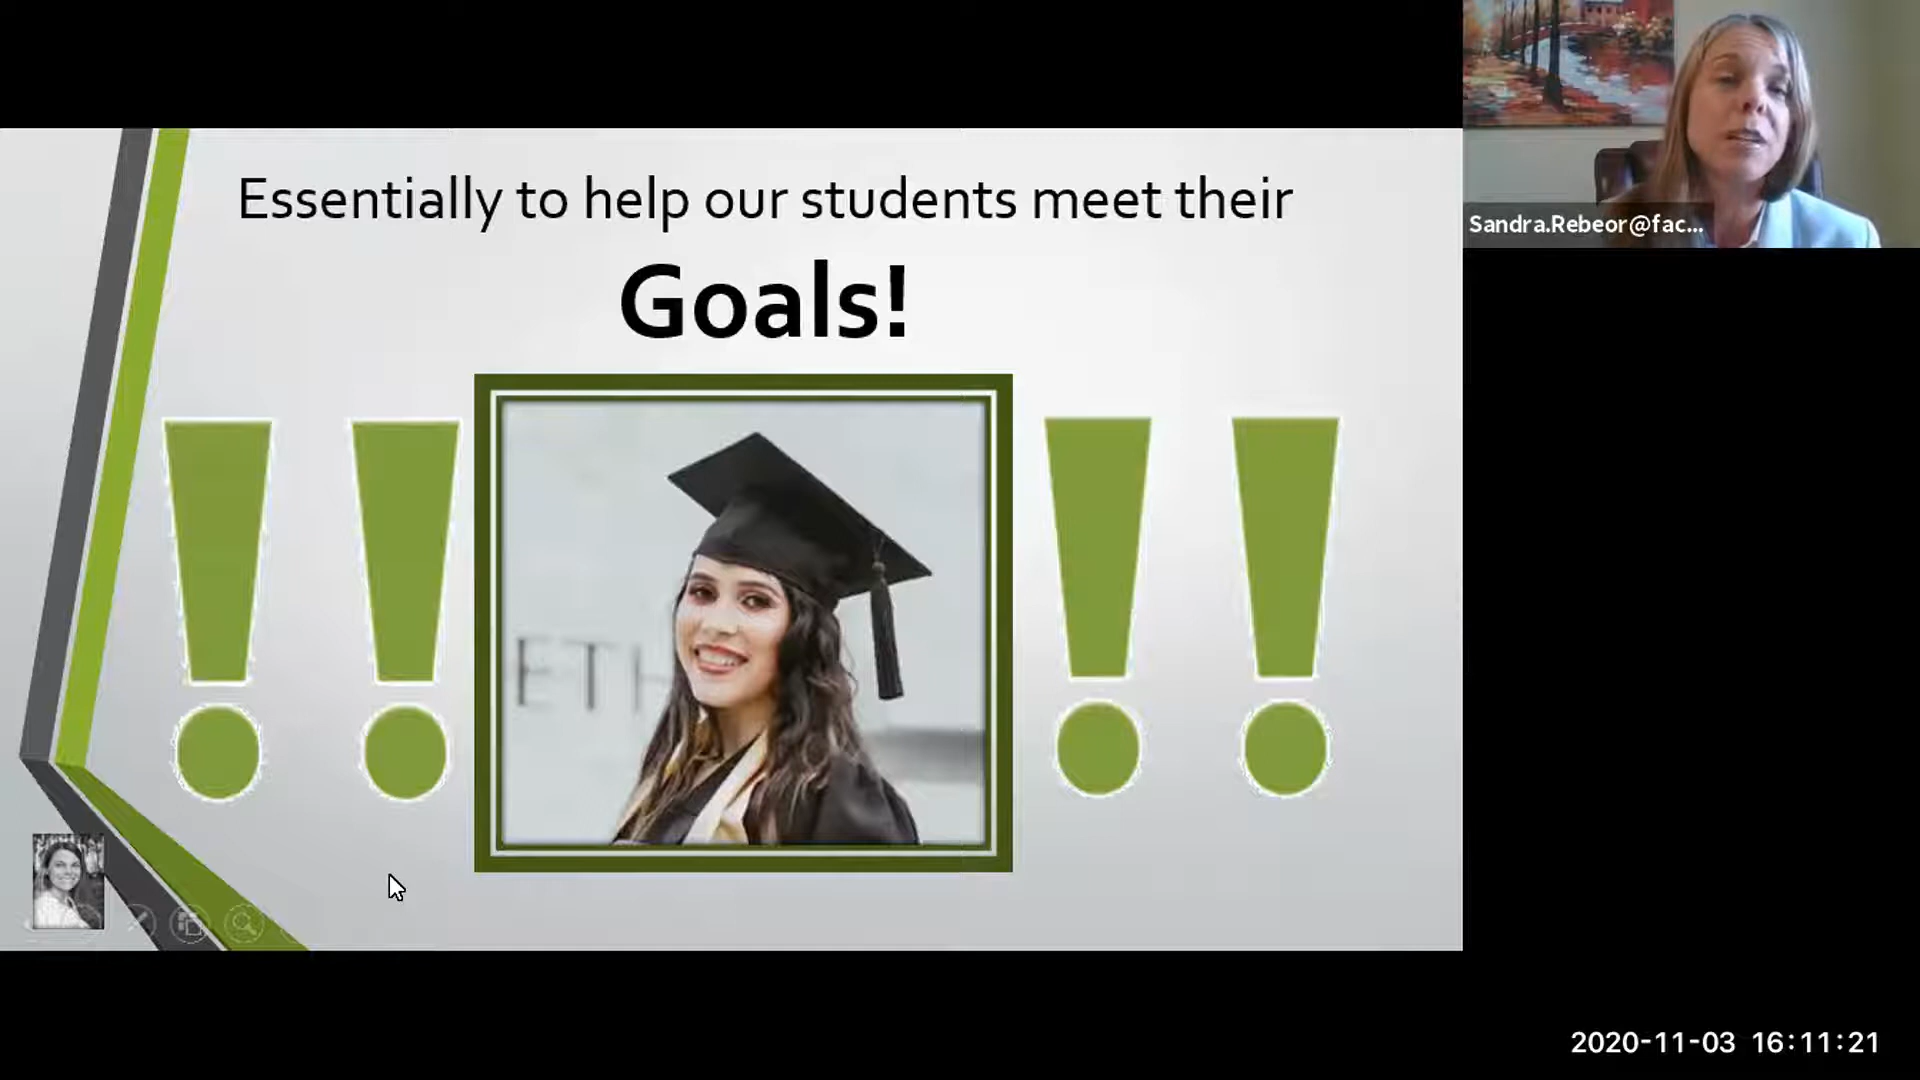 Essentially to help our students meet their
Goals!
ETH
Sandra.Rebeor@fac...
2020-11-03 16:11:21